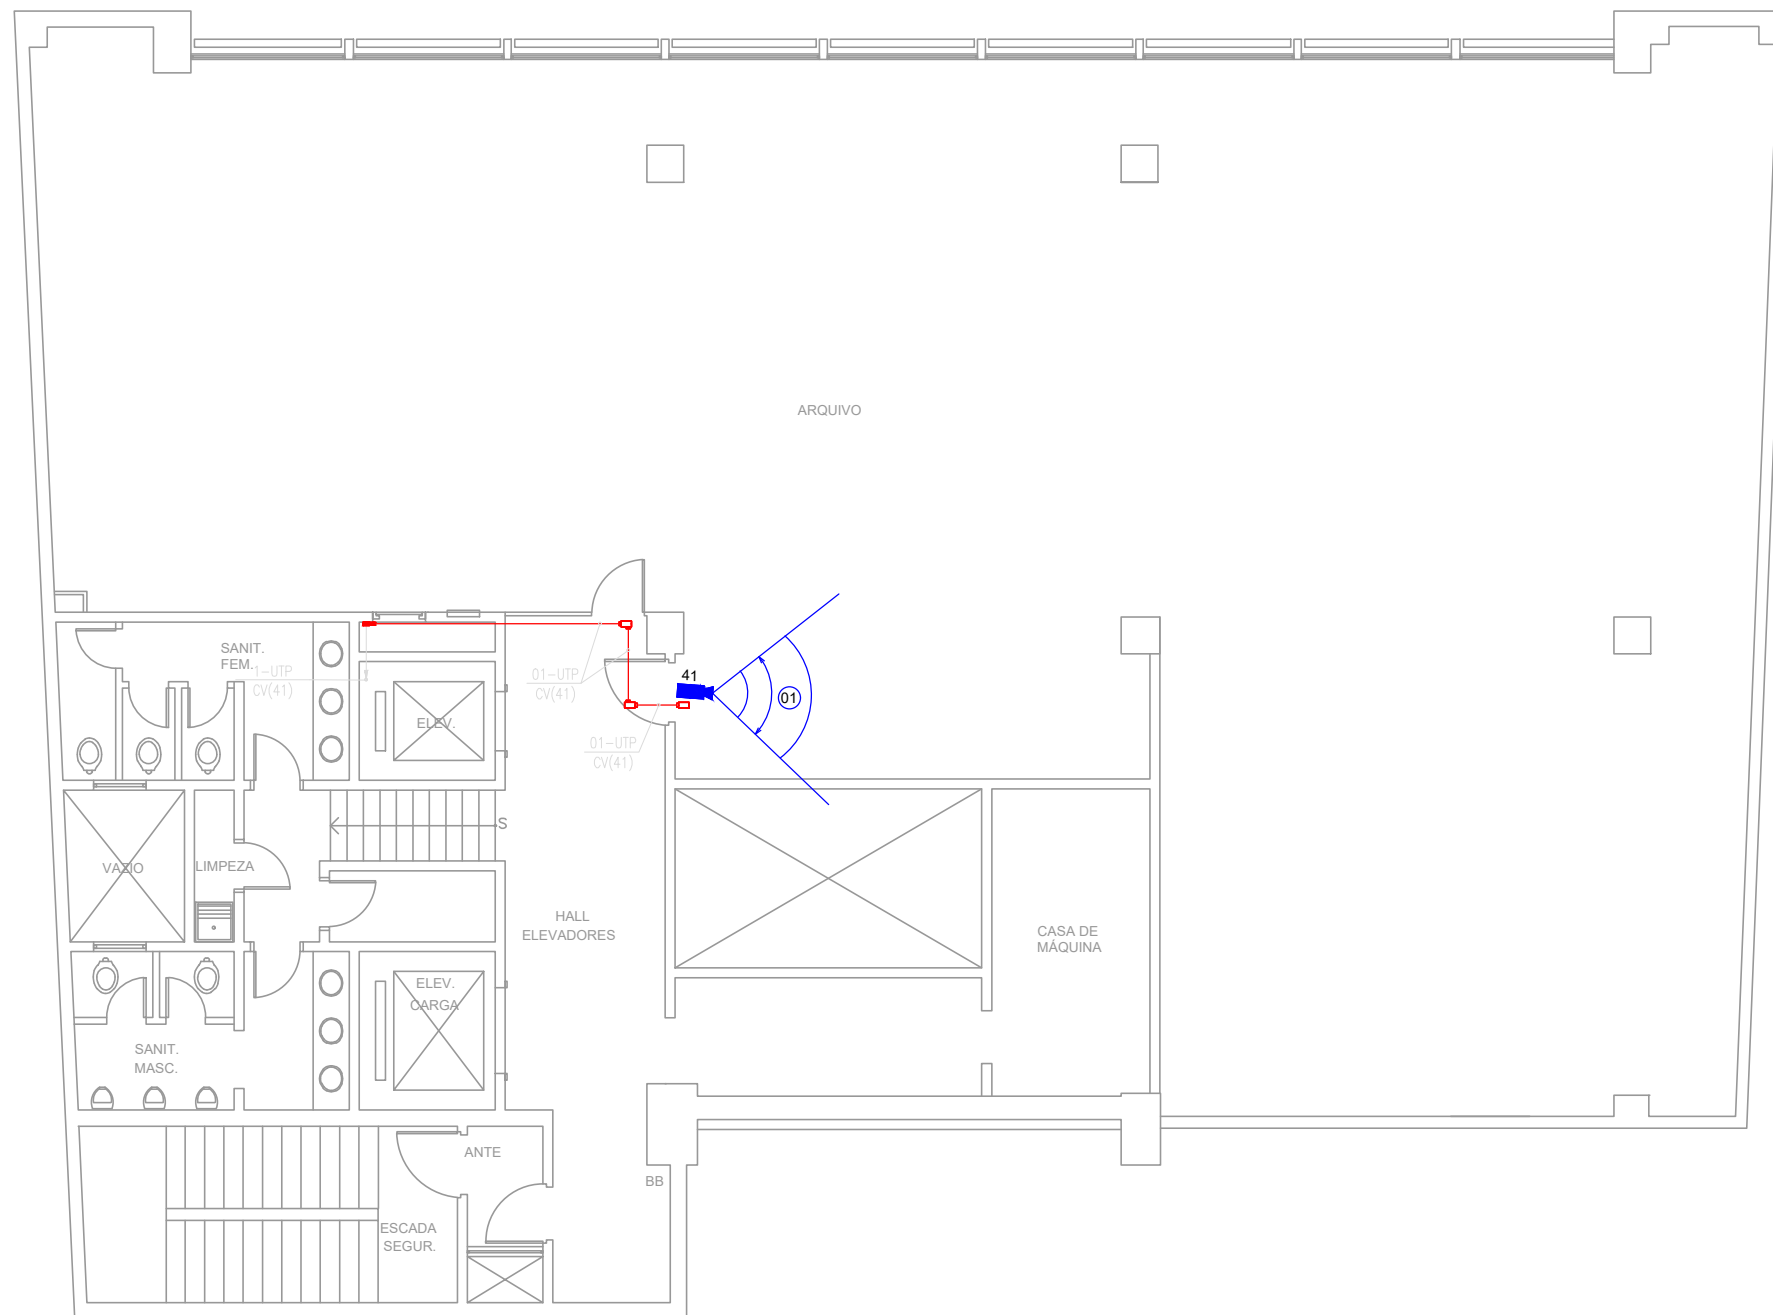 ARQUIVO
SANIT.
FEM.
1-UTP
CV(41)
01-UTP
CV(41)
41
01
ELEV.
01-UTP
CV(41)
S
VAZIO
LIMPEZA
HALL
ELEVADORES
CASA DE
MÁQUINA
ELEV.
CARGA
SANIT.
MASC.
ANTE
BB
ESCADA
SEGUR.